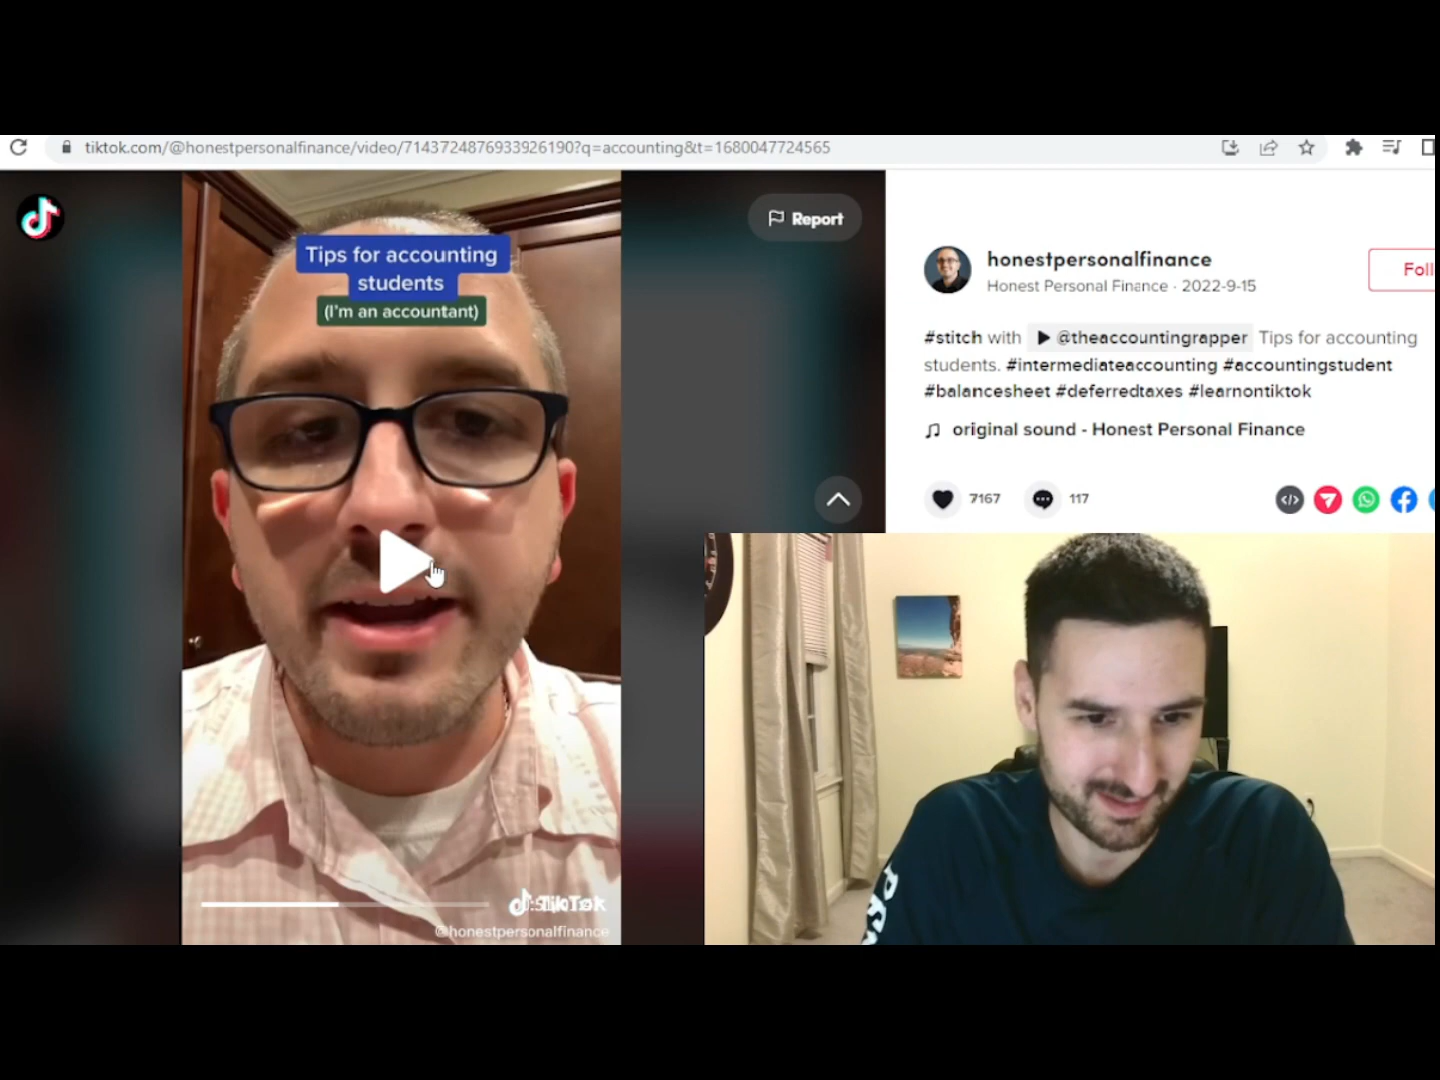 tiktok.com/@honestpersonalfinance/video/7143724876933926190?q=accounting&t=1680047724565
Report
Tips for accounting
students
(I'm an accountant)
honestpersonalfinance
Honest Personal Finance · 2022-9-15
Foll
#stitch with ▶ @theaccountingrapper Tips for accounting
students. #intermediateaccounting #accountingstudent
#balancesheet #deferredtaxes #learnontiktok
original sound - Honest Personal Finance
7167
117
TikTok
@honestpersonalfinance